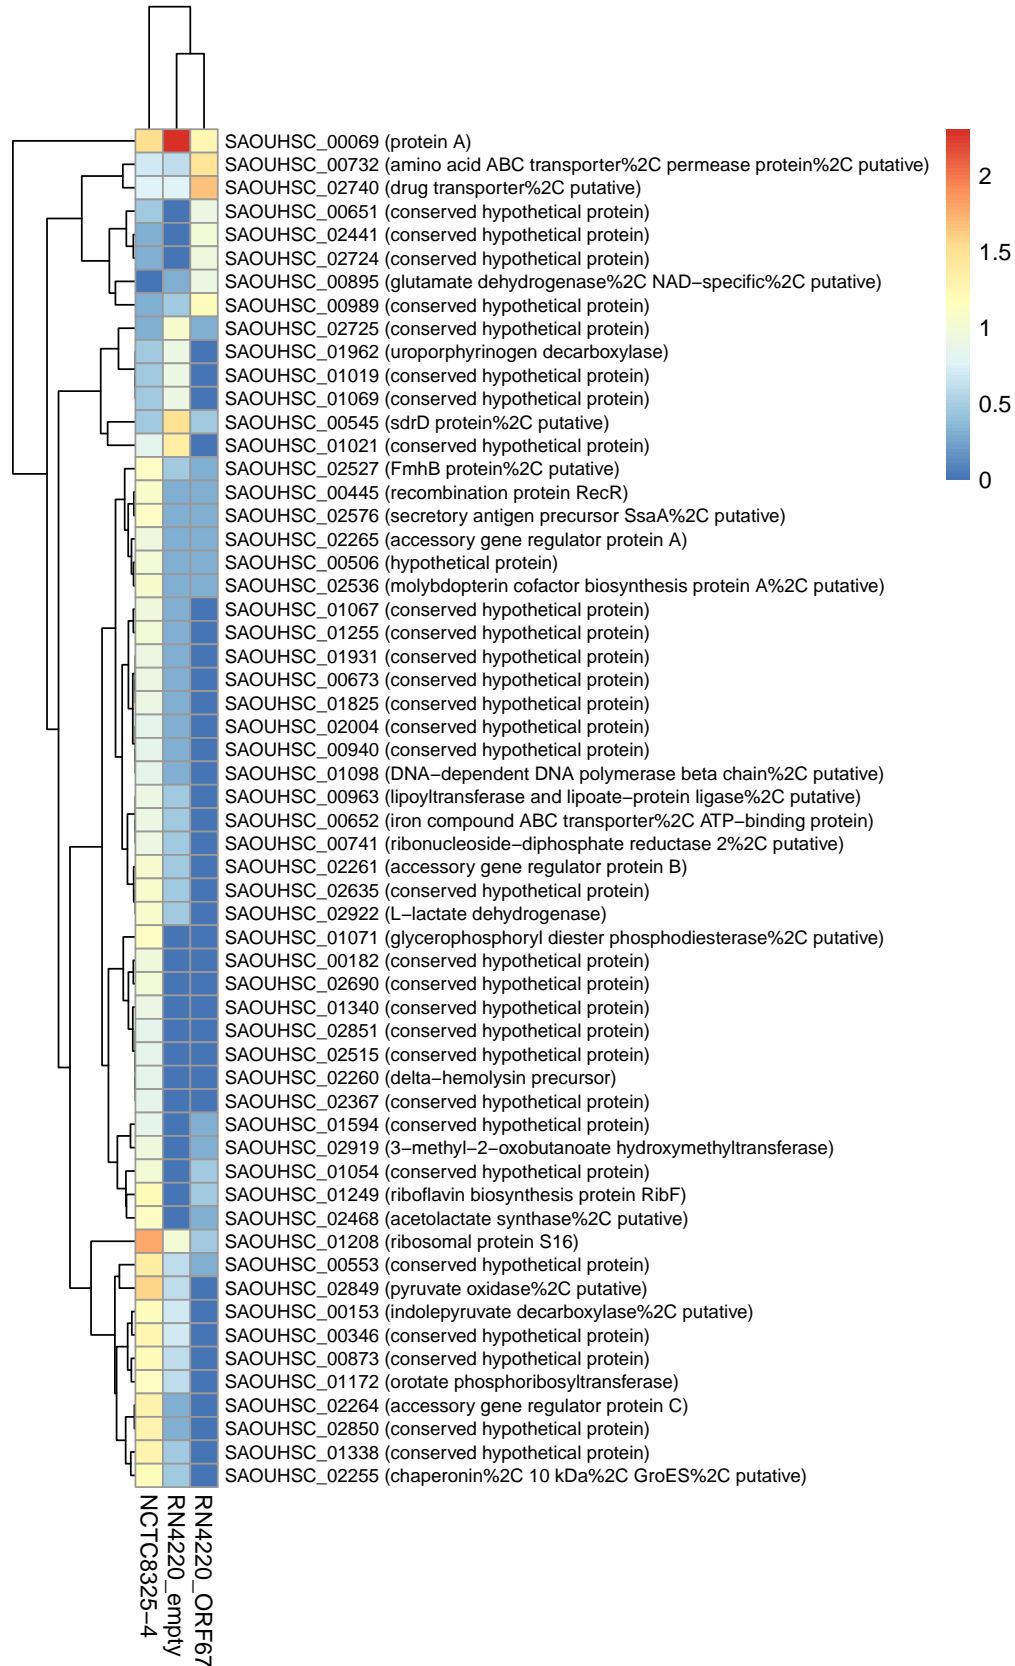 SAOUHSC_00069 (protein A)
SAOUHSC_00732 (amino acid ABC transporter%2C permease protein%2C putative)
SAOUHSC_02740 (drug transporter%2C putative)
SAOUHSC_00651 (conserved hypothetical protein)
SAOUHSC_02441 (conserved hypothetical protein)
SAOUHSC_02724 (conserved hypothetical protein)
SAOUHSC_00895 (glutamate dehydrogenase%2C NAD−specific%2C putative)
SAOUHSC_00989 (conserved hypothetical protein)
SAOUHSC_02725 (conserved hypothetical protein)
SAOUHSC_01962 (uroporphyrinogen decarboxylase)
SAOUHSC_01019 (conserved hypothetical protein)
SAOUHSC_01069 (conserved hypothetical protein)
SAOUHSC_00545 (sdrD protein%2C putative)
SAOUHSC_01021 (conserved hypothetical protein)
SAOUHSC_02527 (FmhB protein%2C putative)
SAOUHSC_00445 (recombination protein RecR)
SAOUHSC_02576 (secretory antigen precursor SsaA%2C putative)
SAOUHSC_02265 (accessory gene regulator protein A)
SAOUHSC_00506 (hypothetical protein)
SAOUHSC_02536 (molybdopterin cofactor biosynthesis protein A%2C putative)
SAOUHSC_01067 (conserved hypothetical protein)
SAOUHSC_01255 (conserved hypothetical protein)
SAOUHSC_01931 (conserved hypothetical protein)
SAOUHSC_00673 (conserved hypothetical protein)
SAOUHSC_01825 (conserved hypothetical protein)
SAOUHSC_02004 (conserved hypothetical protein)
SAOUHSC_00940 (conserved hypothetical protein)
SAOUHSC_01098 (DNA−dependent DNA polymerase beta chain%2C putative)
SAOUHSC_00963 (lipoyltransferase and lipoate−protein ligase%2C putative)
SAOUHSC_00652 (iron compound ABC transporter%2C ATP−binding protein)
SAOUHSC_00741 (ribonucleoside−diphosphate reductase 2%2C putative)
SAOUHSC_02261 (accessory gene regulator protein B)
SAOUHSC_02635 (conserved hypothetical protein)
SAOUHSC_02922 (L−lactate dehydrogenase)
SAOUHSC_01071 (glycerophosphoryl diester phosphodiesterase%2C putative)
SAOUHSC_00182 (conserved hypothetical protein)
SAOUHSC_02690 (conserved hypothetical protein)
SAOUHSC_01340 (conserved hypothetical protein)
SAOUHSC_02851 (conserved hypothetical protein)
SAOUHSC_02515 (conserved hypothetical protein)
SAOUHSC_02260 (delta−hemolysin precursor)
SAOUHSC_02367 (conserved hypothetical protein)
SAOUHSC_01594 (conserved hypothetical protein)
SAOUHSC_02919 (3−methyl−2−oxobutanoate hydroxymethyltransferase)
SAOUHSC_01054 (conserved hypothetical protein)
SAOUHSC_01249 (riboflavin biosynthesis protein RibF)
SAOUHSC_02468 (acetolactate synthase%2C putative)
SAOUHSC_01208 (ribosomal protein S16)
SAOUHSC_00553 (conserved hypothetical protein)
SAOUHSC_02849 (pyruvate oxidase%2C putative)
SAOUHSC_00153 (indolepyruvate decarboxylase%2C putative)
SAOUHSC_00346 (conserved hypothetical protein)
SAOUHSC_00873 (conserved hypothetical protein)
SAOUHSC_01172 (orotate phosphoribosyltransferase)
SAOUHSC_02264 (accessory gene regulator protein C)
SAOUHSC_02850 (conserved hypothetical protein)
SAOUHSC_01338 (conserved hypothetical protein)
SAOUHSC_02255 (chaperonin%2C 10 kDa%2C GroES%2C putative)
NCTC8325−4
RN4220_empty
RN4220_ORF67
2
1.5
1
0.5
0